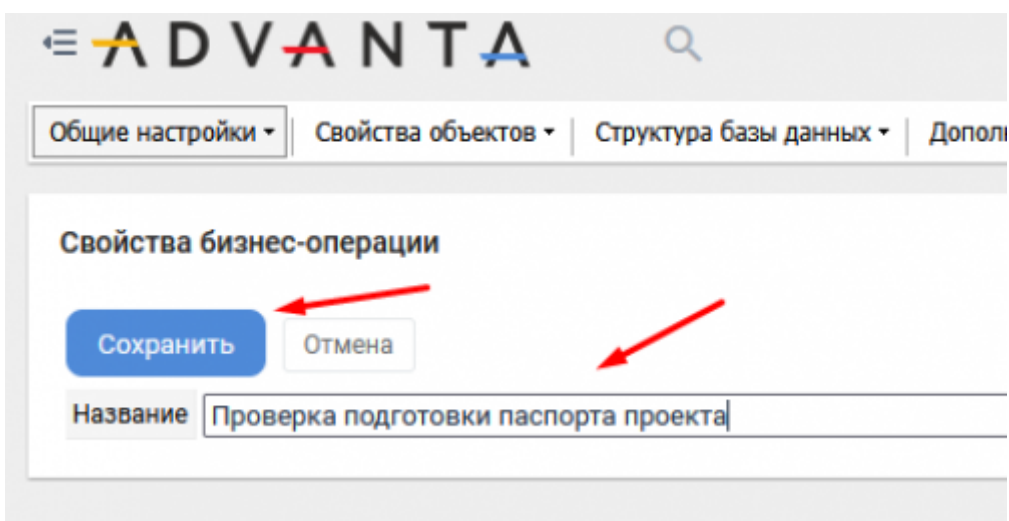 ADVANTA
Общие настройки Свойства объектов Структура базы данных
Свойства бизнес-операции
Сохранить Отмена
Название Проверка подготовки паспорта проекта